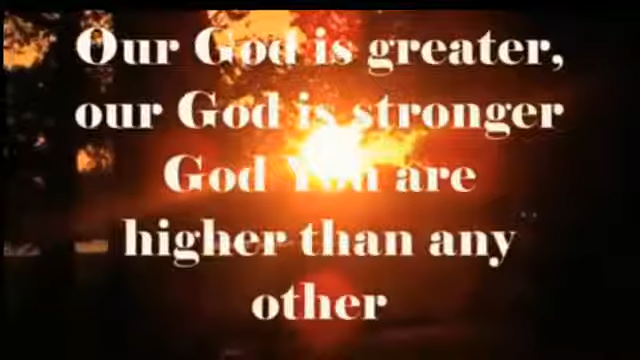 Our God is greater,
our God is stronger
God You are
higher than any
other